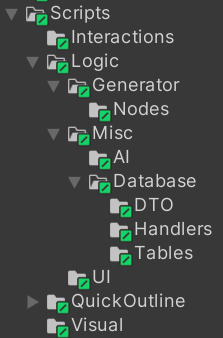 Scripts
Interactions
Logic
Generator
Nodes
Misc
AI
Database
DTO
Handlers
Tables
UI
QuickOutline
Visual